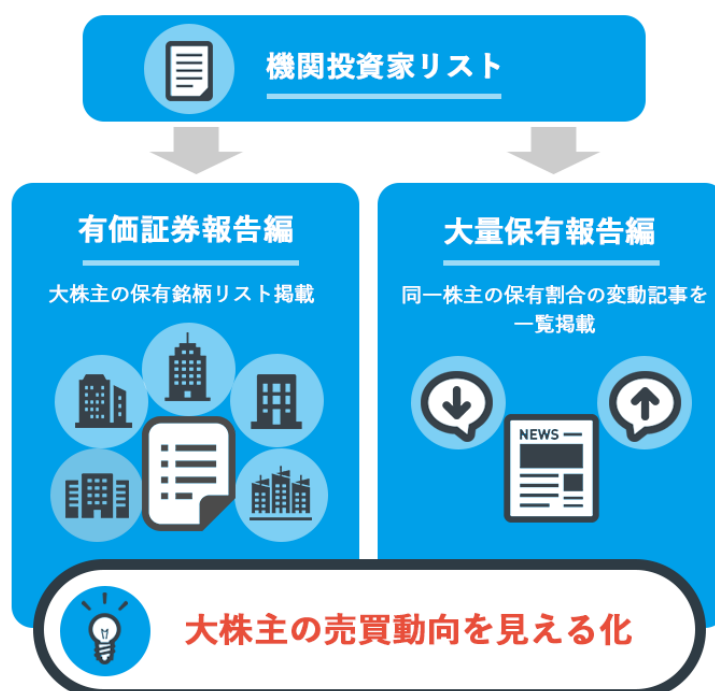 機関投資家リスト
有価証券報告編
大株主の保有銘柄リスト掲載
大量保有報告編
同一株主の保有割合の変動記事を
一覧掲載
NEWS
大株主の売買動向を見える化